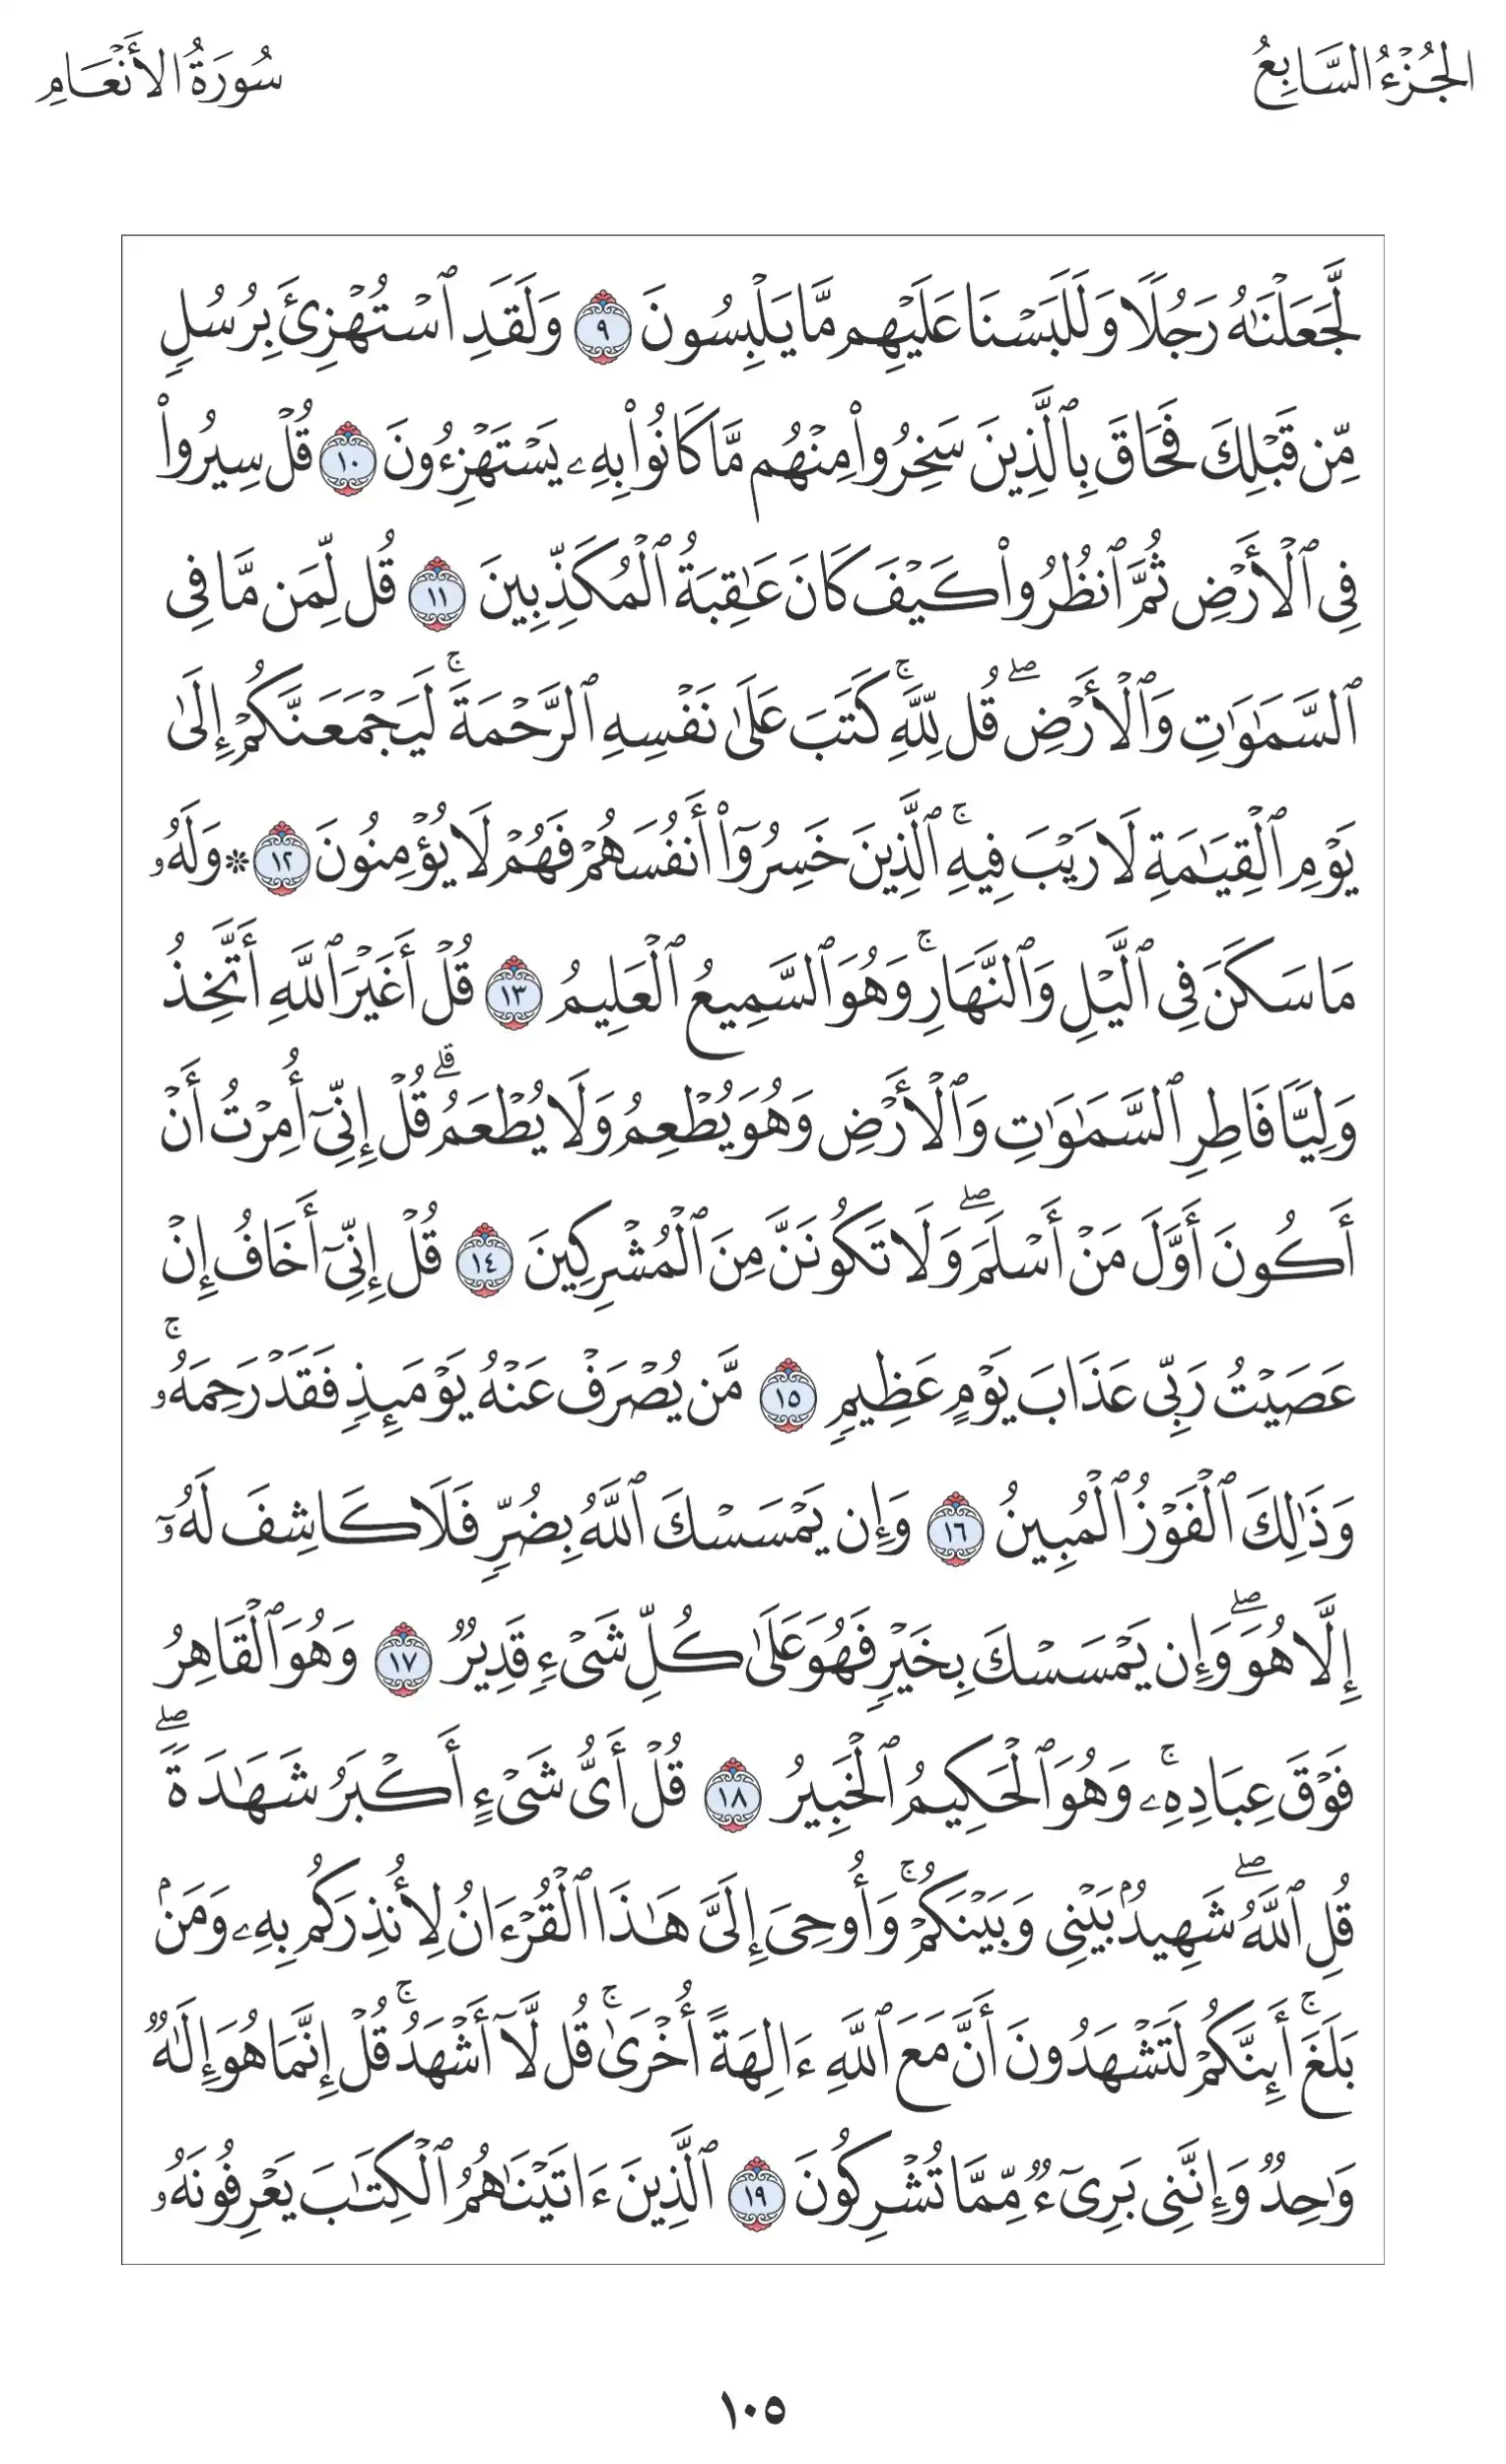 الجُزْءُ السَّابِعُ
سُورَةُ الأَنْعَامِ
لَّجَعَلْنَٰهُ رَجُلًا وَلَلَبَسْنَا عَلَيْهِم مَّا يَلْبِسُونَ ٩ وَلَقَدِ ٱسْتُهْزِئَ بِرُسُلٍ
مِّن قَبْلِكَ فَحَاقَ بِٱلَّذِينَ سَخِرُوا۟ مِنْهُم مَّا كَانُوا۟ بِهِۦ يَسْتَهْزِءُونَ ١٠ قُلْ سِيرُوا۟
فِى ٱلْأَرْضِ ثُمَّ ٱنظُرُوا۟ كَيْفَ كَانَ عَٰقِبَةُ ٱلْمُكَذِّبِينَ ١١ قُل لِّمَن مَّا فِى
ٱلسَّمَٰوَٰتِ وَٱلْأَرْضِ ۖ قُل لِّلَّهِ ۚ كَتَبَ عَلَىٰ نَفْسِهِ ٱلرَّحْمَةَ ۚ لَيَجْمَعَنَّكُمْ إِلَىٰ
يَوْمِ ٱلْقِيَٰمَةِ لَا رَيْبَ فِيهِ ۚ ٱلَّذِينَ خَسِرُوٓا۟ أَنفُسَهُمْ فَهُمْ لَا يُؤْمِنُونَ ١٢ * وَلَهُۥ
مَا سَكَنَ فِى ٱلَّيْلِ وَٱلنَّهَارِ ۚ وَهُوَ ٱلسَّمِيعُ ٱلْعَلِيمُ ١٣ قُلْ أَغَيْرَ ٱللَّهِ أَتَّخِذُ
وَلِيًّا فَاطِرِ ٱلسَّمَٰوَٰتِ وَٱلْأَرْضِ وَهُوَ يُطْعِمُ وَلَا يُطْعَمُ ۗ قُلْ إِنِّىٓ أُمِرْتُ أَنْ
أَكُونَ أَوَّلَ مَنْ أَسْلَمَ ۖ وَلَا تَكُونَنَّ مِنَ ٱلْمُشْرِكِينَ ١٤ قُلْ إِنِّىٓ أَخَافُ إِنْ
عَصَيْتُ رَبِّى عَذَابَ يَوْمٍ عَظِيمٍ ١٥ مَّن يُصْرَفْ عَنْهُ يَوْمَئِذٍ فَقَدْ رَحِمَهُۥ ۚ
وَذَٰلِكَ ٱلْفَوْزُ ٱلْمُبِينُ ١٦ وَإِن يَمْسَسْكَ ٱللَّهُ بِضُرٍّ فَلَا كَاشِفَ لَهُۥٓ
إِلَّا هُوَ ۖ وَإِن يَمْسَسْكَ بِخَيْرٍ فَهُوَ عَلَىٰ كُلِّ شَىْءٍ قَدِيرٌ ١٧ وَهُوَ ٱلْقَاهِرُ
فَوْقَ عِبَادِهِۦ ۚ وَهُوَ ٱلْحَكِيمُ ٱلْخَبِيرُ ١٨ قُلْ أَىُّ شَىْءٍ أَكْبَرُ شَهَٰدَةً ۖ
قُلِ ٱللَّهُ ۖ شَهِيدٌۢ بَيْنِى وَبَيْنَكُمْ ۚ وَأُوحِىَ إِلَىَّ هَٰذَا ٱلْقُرْءَانُ لِأُنذِرَكُم بِهِۦ وَمَنۢ
بَلَغَ ۚ أَئِنَّكُمْ لَتَشْهَدُونَ أَنَّ مَعَ ٱللَّهِ ءَالِهَةً أُخْرَىٰ ۚ قُل لَّآ أَشْهَدُ ۚ قُلْ إِنَّمَا هُوَ إِلَٰهٌ
وَٰحِدٌ وَإِنَّنِى بَرِىٓءٌ مِّمَّا تُشْرِكُونَ ١٩ ٱلَّذِينَ ءَاتَيْنَٰهُمُ ٱلْكِتَٰبَ يَعْرِفُونَهُۥ
١٠٥